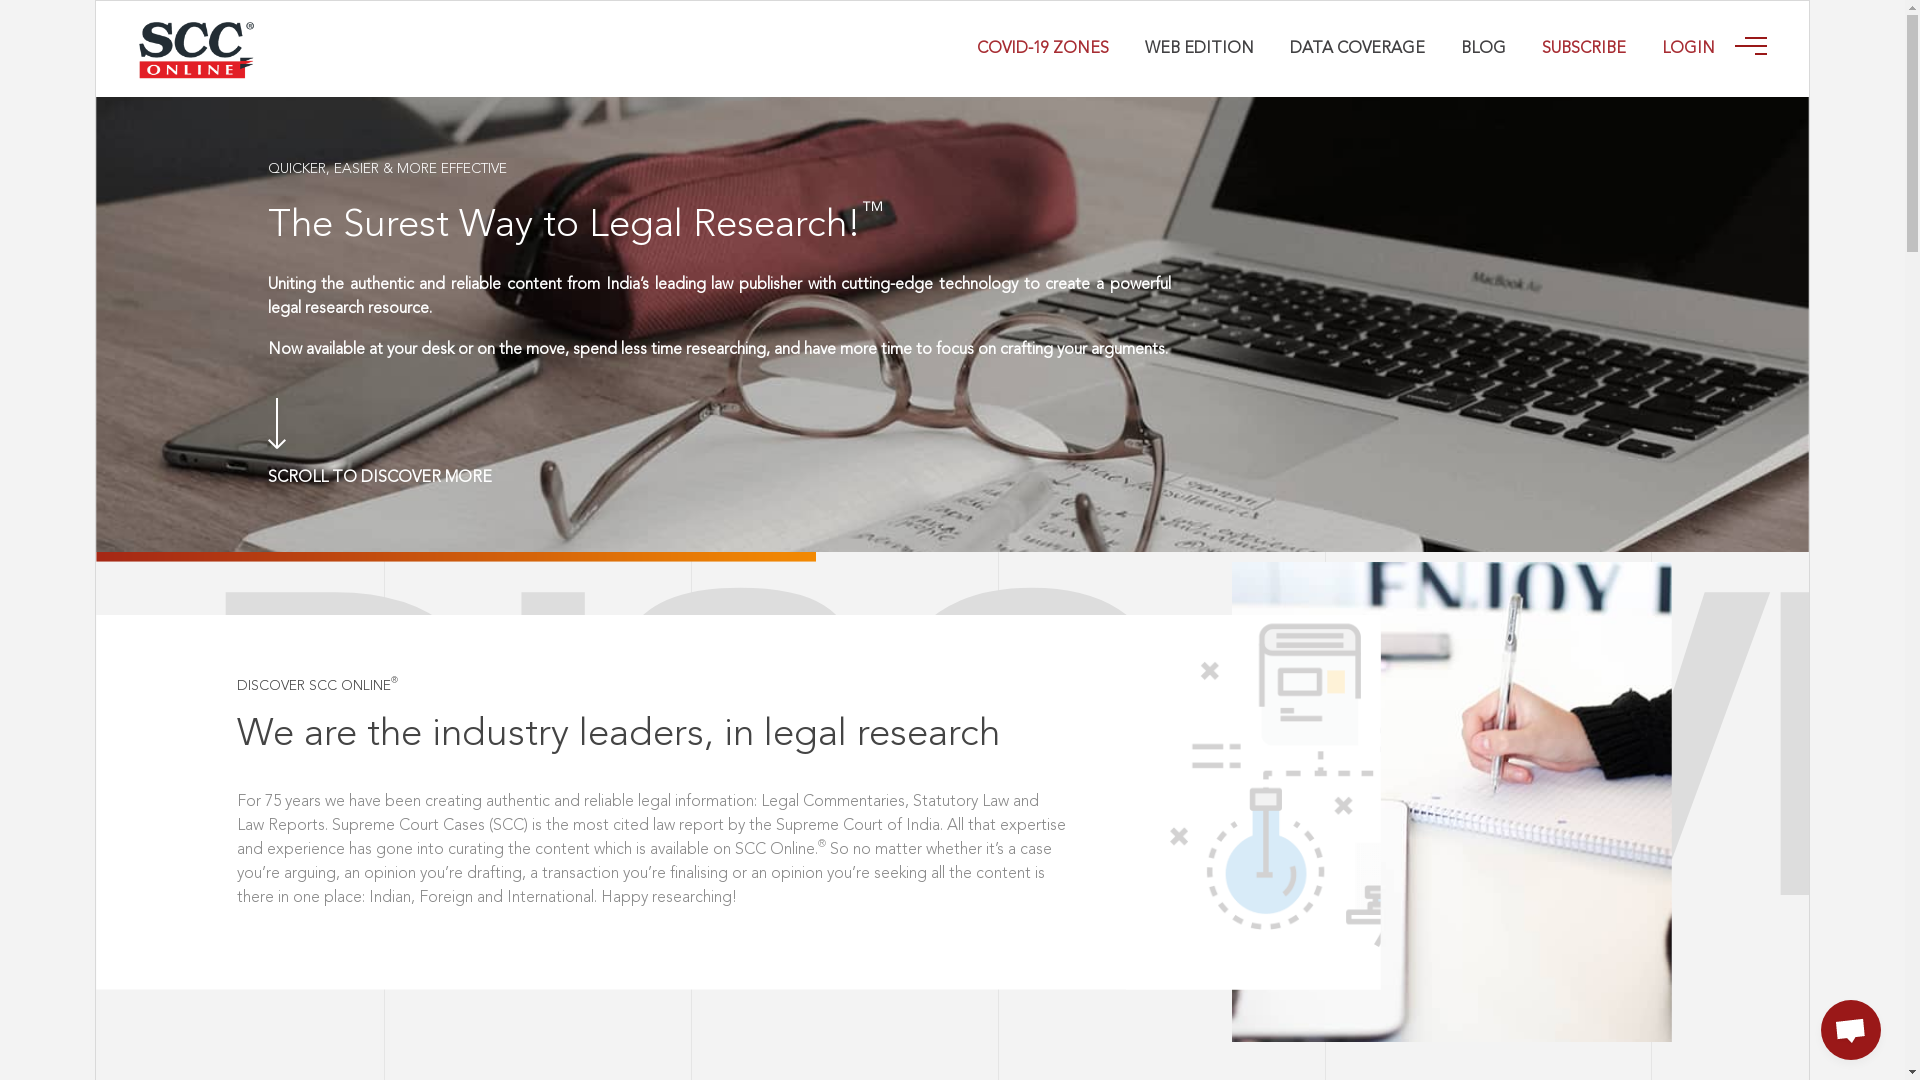 SCC®
ONLINE
COVID-19 ZONES
WEB EDITION
DATA COVERAGE
BLOG
SUBSCRIBE
LOGIN
QUICKER, EASIER & MORE EFFECTIVE
The Surest Way to Legal Research!™
Uniting the authentic and reliable content from India’s leading law publisher with cutting-edge technology to create a powerful
legal research resource.
Now available at your desk or on the move, spend less time researching, and have more time to focus on crafting your arguments.
SCROLL TO DISCOVER MORE
MacBook Air
ENJOY
DISCOVER SCC ONLINE®
We are the industry leaders, in legal research
For 75 years we have been creating authentic and reliable legal information: Legal Commentaries, Statutory Law and
Law Reports. Supreme Court Cases (SCC) is the most cited law report by the Supreme Court of India. All that expertise
and experience has gone into curating the content which is available on SCC Online.® So no matter whether it’s a case
you’re arguing, an opinion you’re drafting, a transaction you’re finalising or an opinion you’re seeking all the content is
there in one place: Indian, Foreign and International. Happy researching!